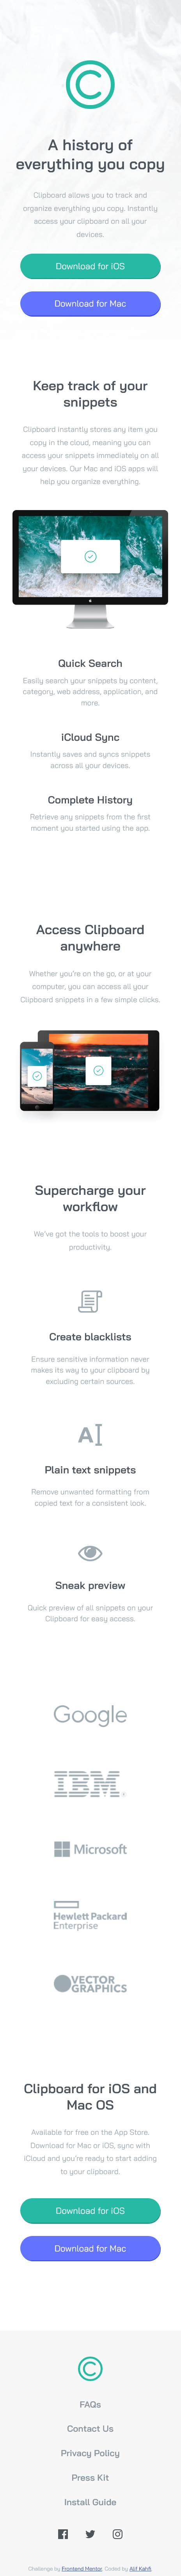 A history of
everything you copy
Clipboard allows you to track and
organize everything you copy. Instantly
access your clipboard on all your
devices.
Download for iOS
Download for Mac
Keep track of your
snippets
Clipboard instantly stores any item you
copy in the cloud, meaning you can
access your snippets immediately on all
your devices. Our Mac and iOS apps will
help you organize everything.
Quick Search
Easily search your snippets by content,
category, web address, application, and
more.
iCloud Sync
Instantly saves and syncs snippets
across all your devices.
Complete History
Retrieve any snippets from the first
moment you started using the app.
Access Clipboard
anywhere
Whether you're on the go, or at your
computer, you can access all your
Clipboard snippets in a few simple clicks.
Supercharge your
workflow
We've got the tools to boost your
productivity.
Create blacklists
Ensure sensitive information never
makes its way to your clipboard by
excluding certain sources.
Plain text snippets
Remove unwanted formatting from
copied text for a consistent look.
Sneak preview
Quick preview of all snippets on your
Clipboard for easy access.
Google
IBM
Microsoft
Hewlett Packard
Enterprise
VECTOR
GRAPHICS
Clipboard for iOS and
Mac OS
Available for free on the App Store.
Download for Mac or iOS, sync with
iCloud and you're ready to start adding
to your clipboard.
Download for iOS
Download for Mac
FAQs
Contact Us
Privacy Policy
Press Kit
Install Guide
Challenge by Frontend Mentor. Coded by Alif Kahfi.